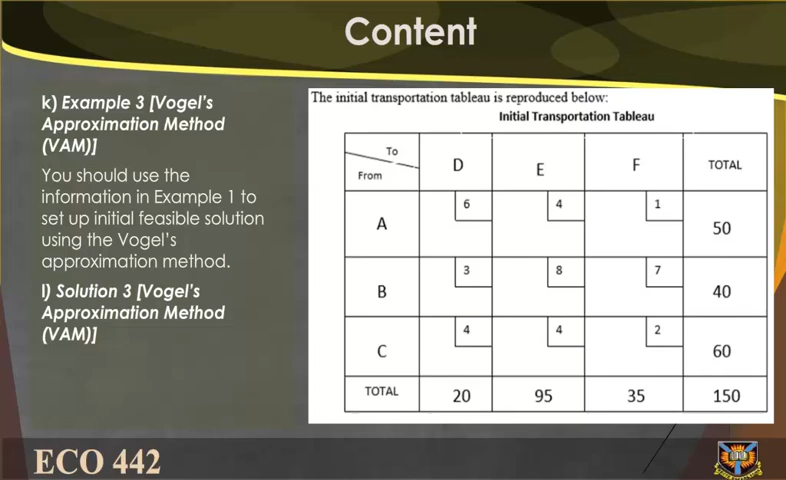 Content
k) Example 3 [Vogel's
Approximation Method
(VAM)]
You should use the
information in Example 1 to
set up initial feasible solution
using the Vogel's
approximation method.
l) Solution 3 [Vogel's
Approximation Method
(VAM)]
The initial transportation tableau is reproduced below:
Initial Transportation Tableau
To
From
D E F TOTAL
A 6 4 1 50
B 3 8 7 40
C 4 4 2 60
TOTAL 20 95 35 150
ECO 442